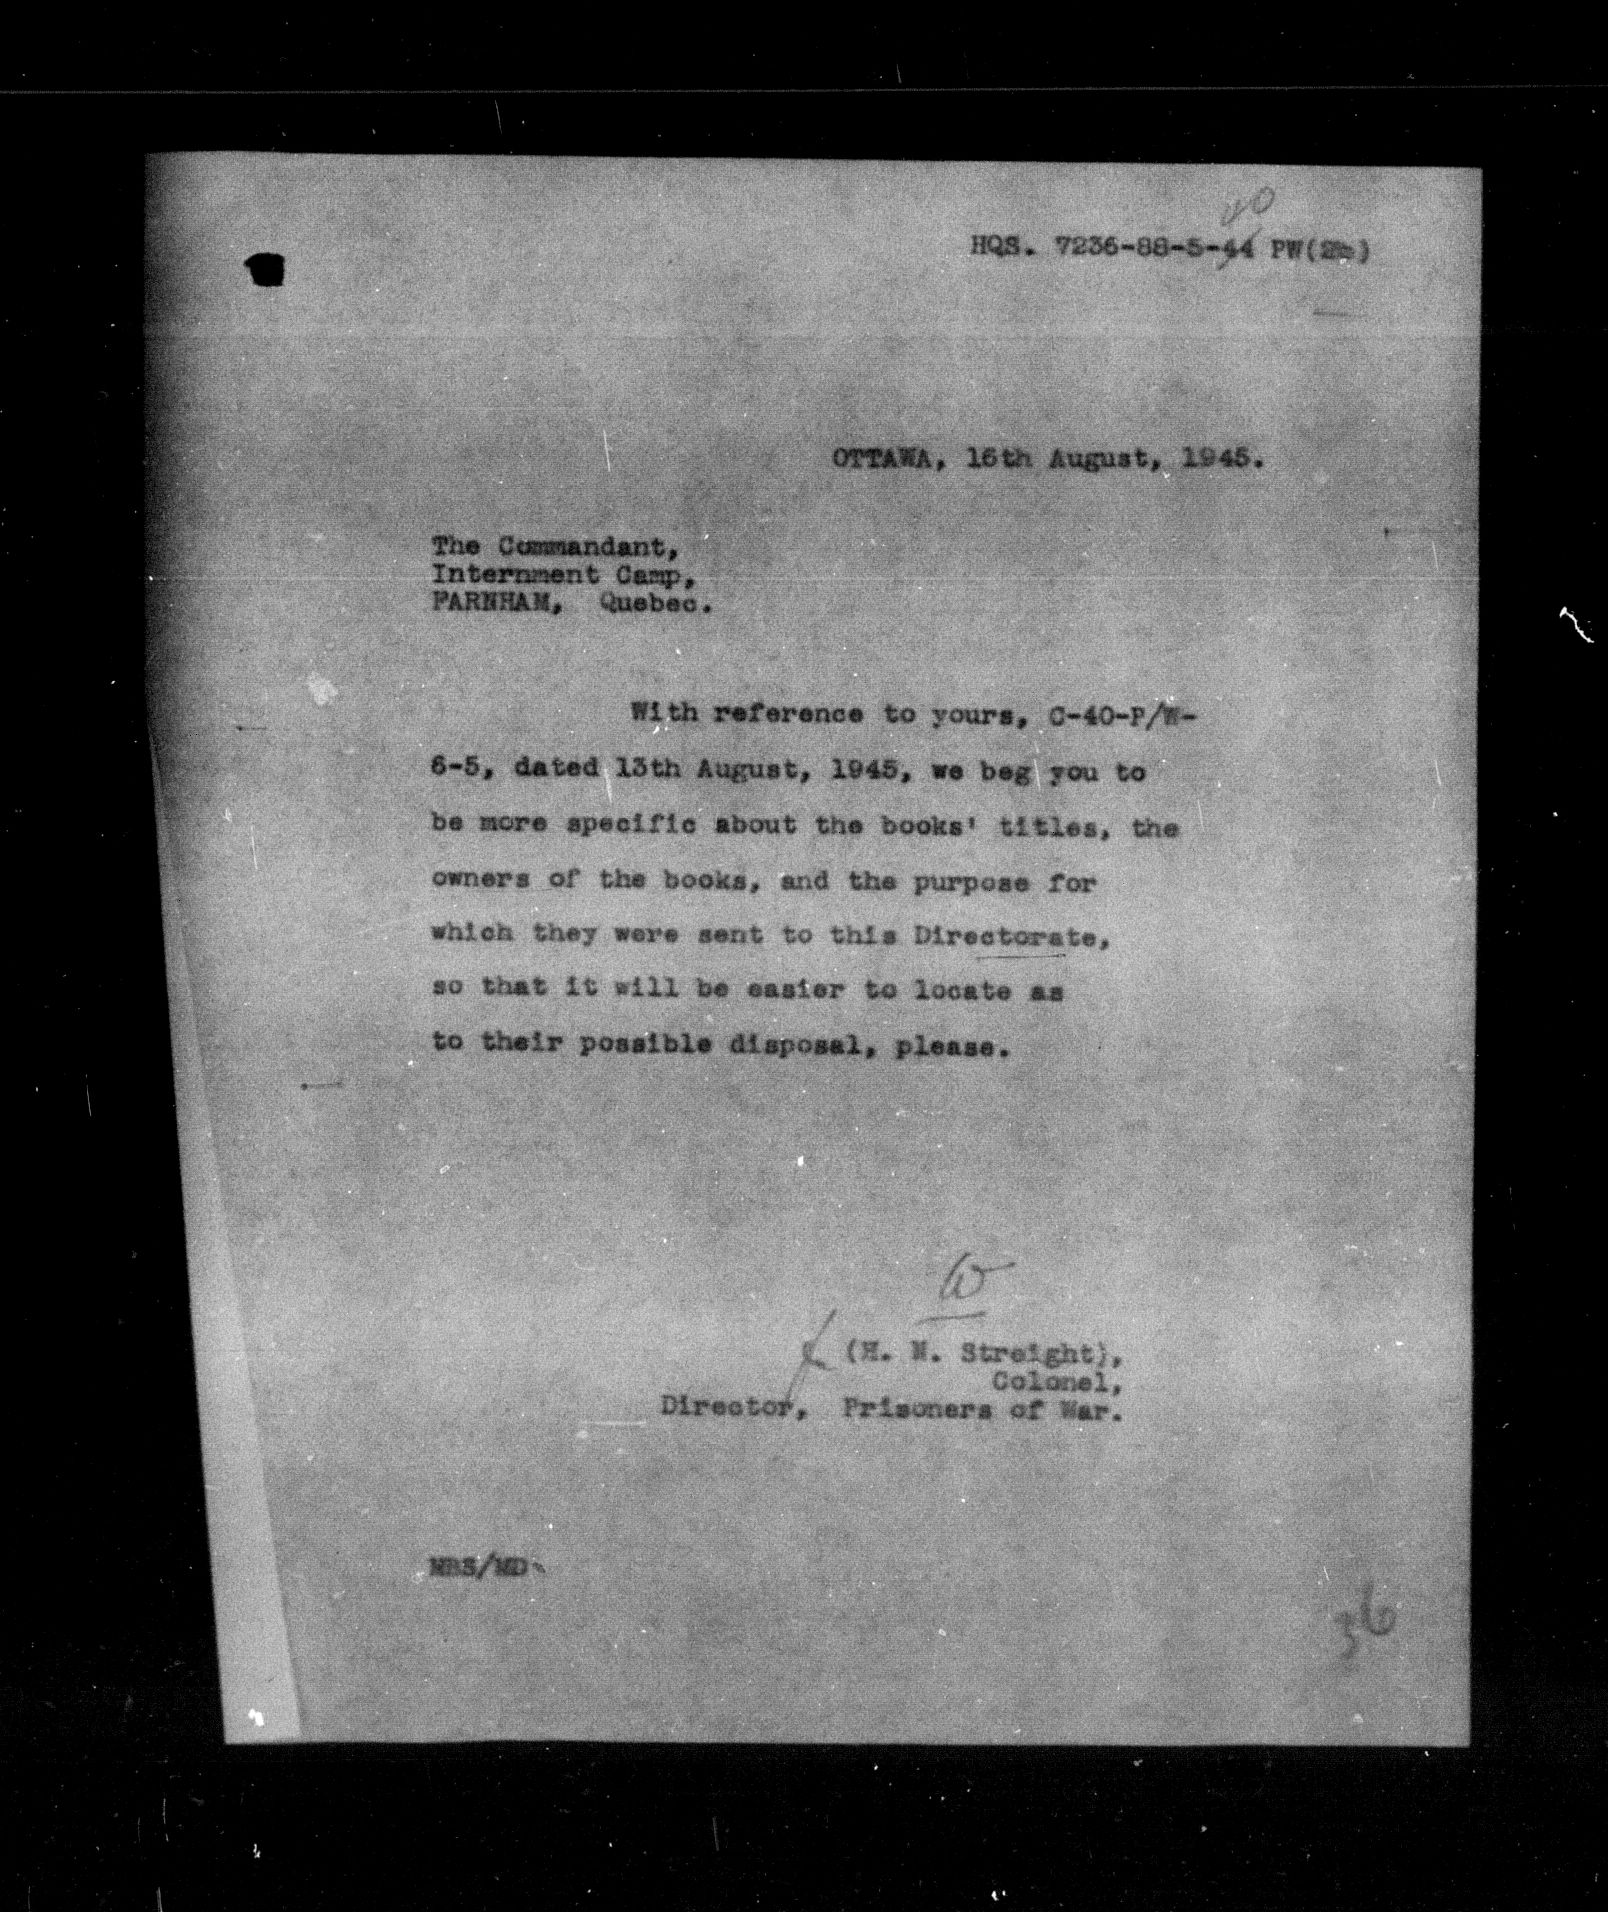 40
HQS. 7236-88-5-44 PW(2b)
OTTAWA, 16th August, 1945.
The Commandant,
Internment Camp,
FARNHAM, Quebec.
With reference to yours, C-40-P/W-
6-5, dated 13th August, 1945, we beg you to
be more specific about the books' titles, the
owners of the books, and the purpose for
which they were sent to this Directorate,
so that it will be easier to locate as
to their possible disposal, please.
(H. N. Streight),
Colonel,
Director, Prisoners of War.
MBS/MD
36